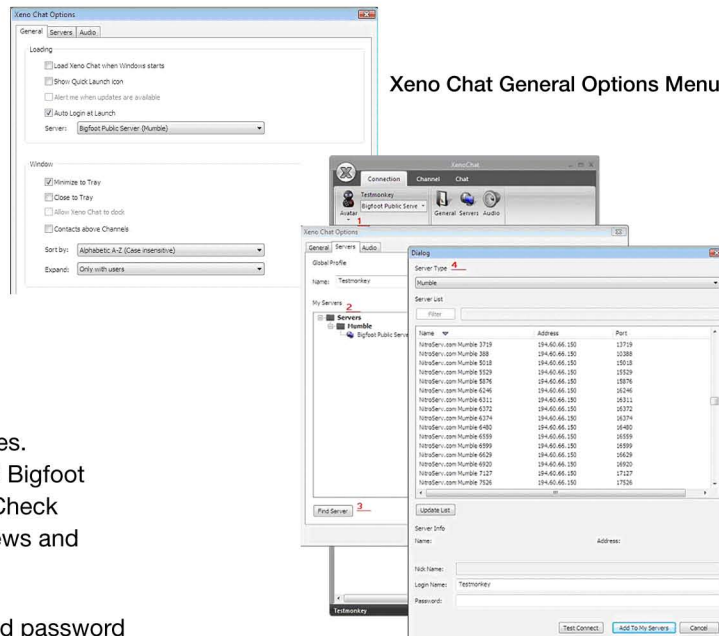 Xeno Chat Options
General Servers Audio
Loading
Load Xeno Chat when Windows starts
Show Quick Launch icon
Alert me when updates are available
Auto Login at Launch
Server: Bigfoot Public Server (Mumble)
Window
Minimize to Tray
Close to Tray
Allow Xeno Chat to dock
Contacts above Channels
Sort by: Alphabetic A-Z (Case insensitive)
Expand: Only with users
Xeno Chat General Options Menu
XenoChat
Connection Channel Chat
Testmonkey
Bigfoot Public Serve
Avatar
General Servers Audio
1
Xeno Chat Options
General Servers Audio
Global Profile
Name: Testmonkey
My Servers
2
Servers
Mumble
Bigfoot Public Serve
Find Server
3
Testmonkey
Dialog
Server Type
4
Mumble
Server List
Filter
Name Address Port
NitroServ.com Mumble 3719 194.60.66.150 13719
NitroServ.com Mumble 388 194.60.66.150 10388
NitroServ.com Mumble 5018 194.60.66.150 15018
NitroServ.com Mumble 5529 194.60.66.150 15529
NitroServ.com Mumble 5876 194.60.66.150 15876
NitroServ.com Mumble 6246 194.60.66.150 16246
NitroServ.com Mumble 6311 194.60.66.150 16311
NitroServ.com Mumble 6372 194.60.66.150 16372
NitroServ.com Mumble 6374 194.60.66.150 16374
NitroServ.com Mumble 6480 194.60.66.150 16480
NitroServ.com Mumble 6559 194.60.66.150 16559
NitroServ.com Mumble 6599 194.60.66.150 16599
NitroServ.com Mumble 6629 194.60.66.150 16629
NitroServ.com Mumble 6920 194.60.66.150 16920
NitroServ.com Mumble 7127 194.60.66.150 17127
NitroServ.com Mumble 7526 194.60.66.150 17526
Update List
Server Info
Name: Address:
Nick Name:
Login Name: Testmonkey
Password:
Test Connect Add To My Servers Cancel
es.
Bigfoot
Check
ews and
d password